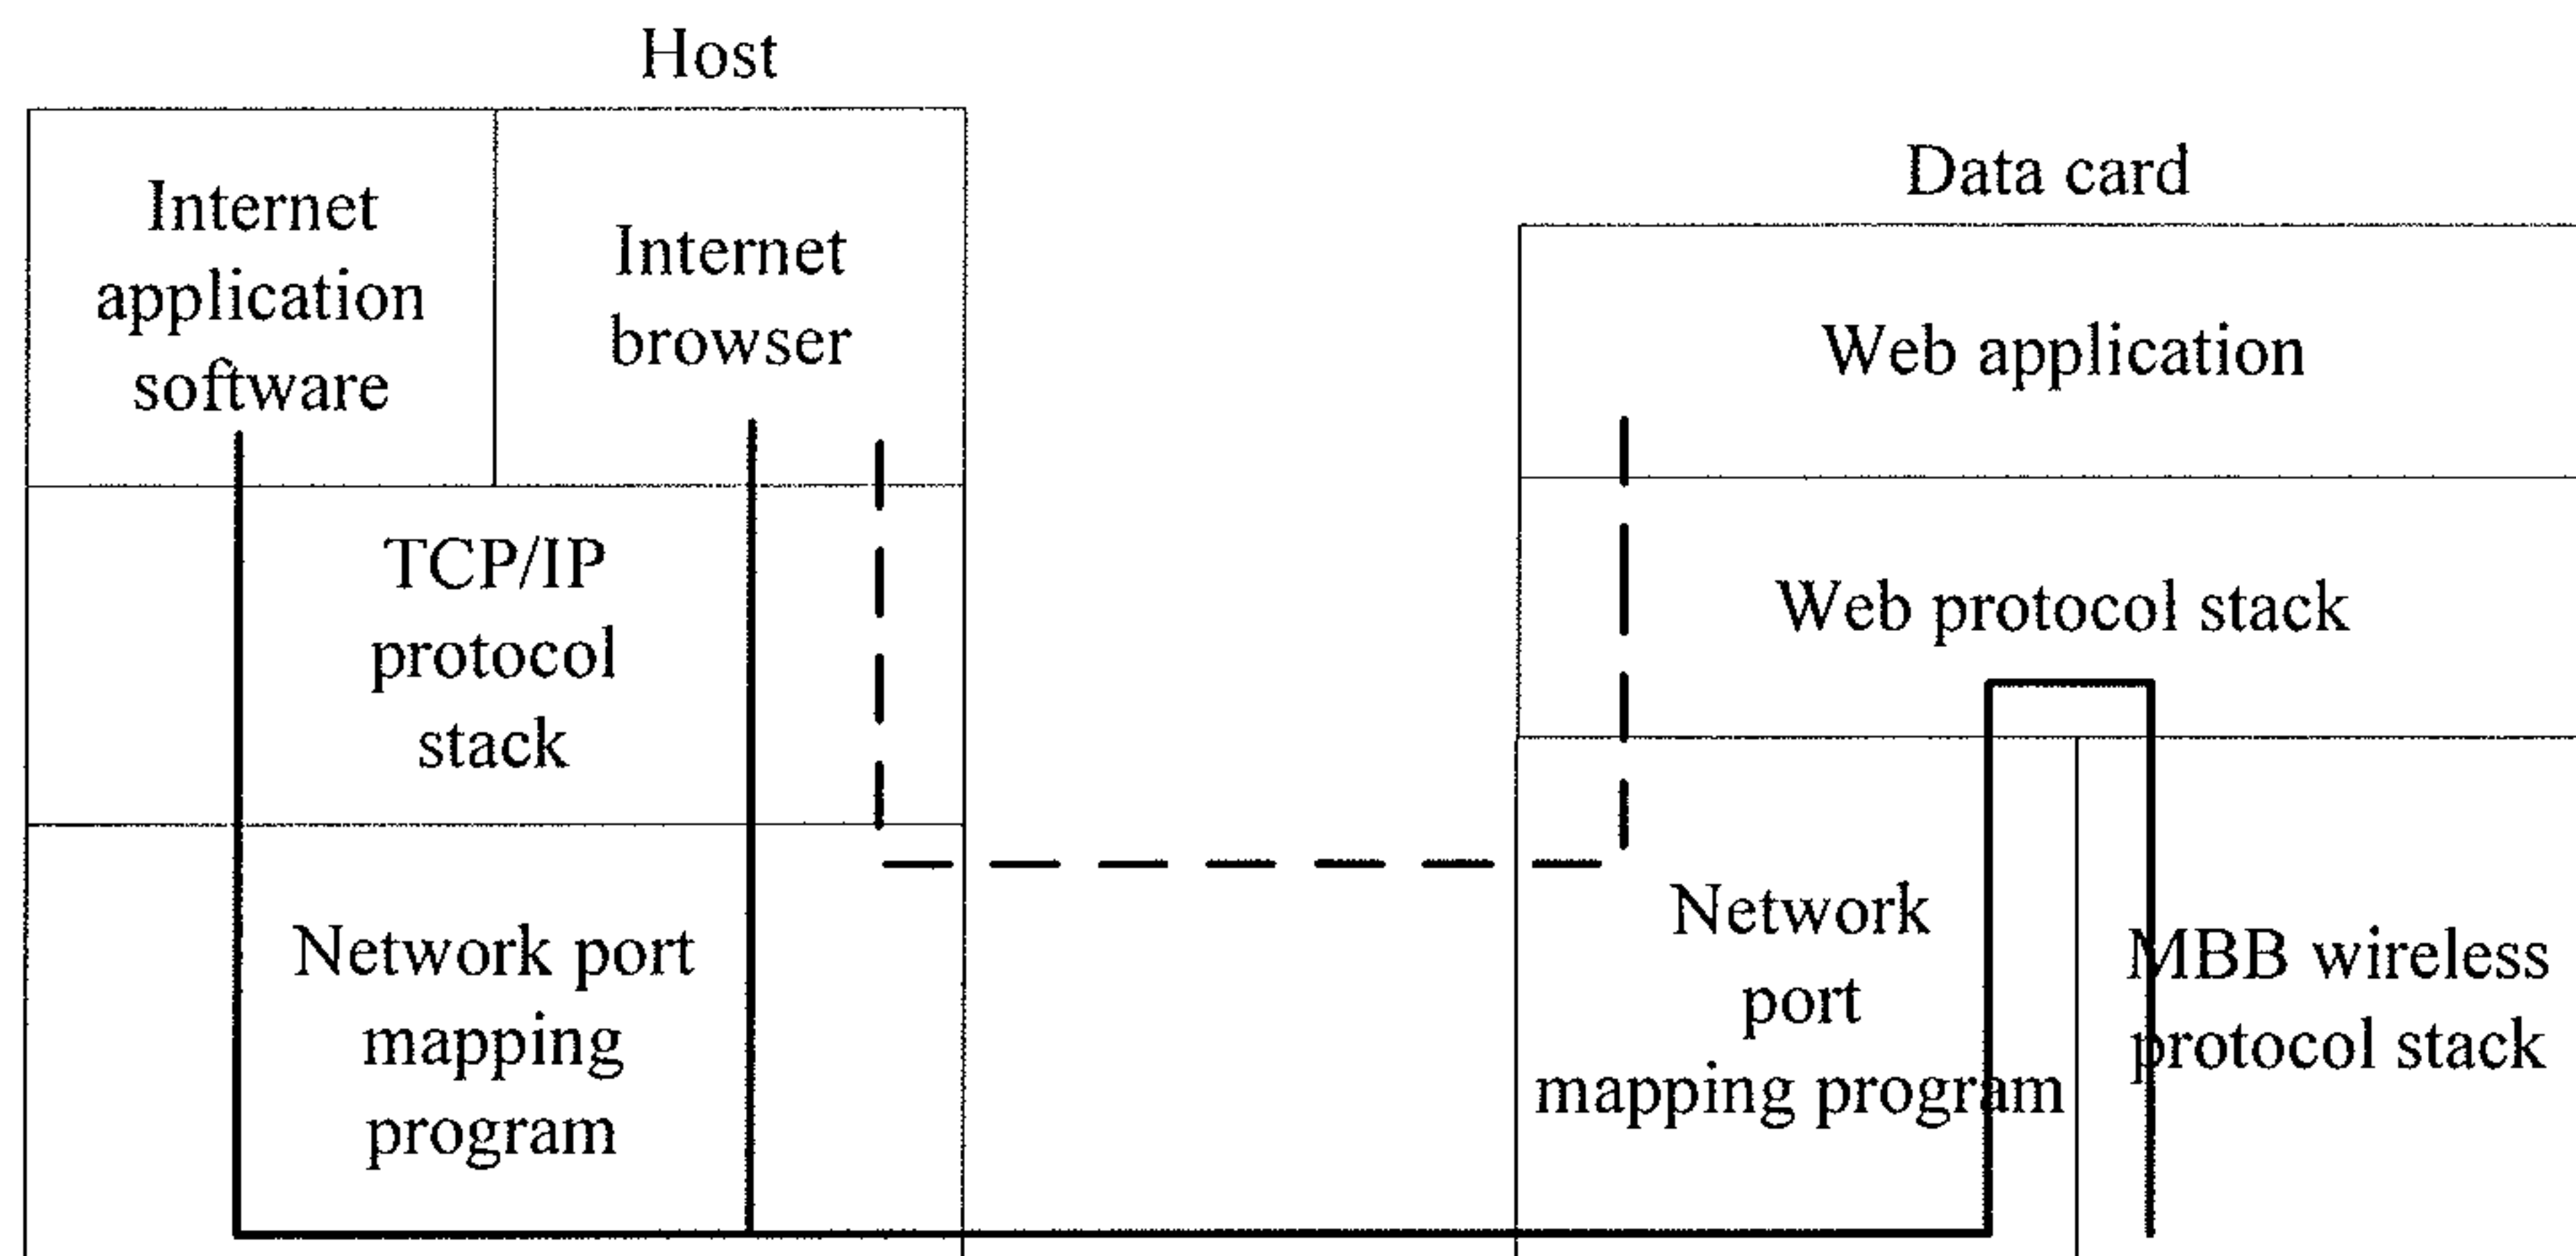 Host
Internet
application
software
Internet
browser
TCP/IP
protocol
stack
Network port
mapping
program
Data card
Web application
Web protocol stack
Network
port
mapping program
MBB wireless
protocol stack